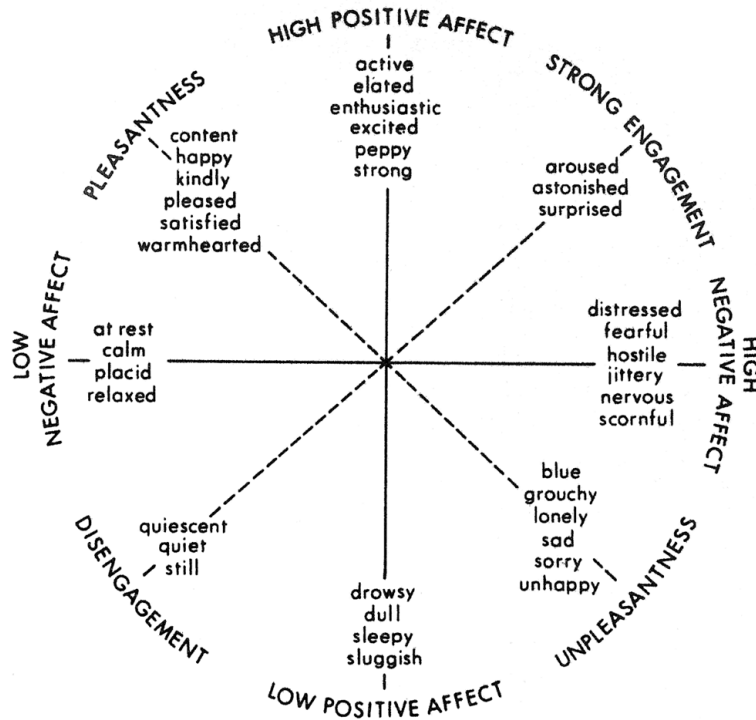 HIGH POSITIVE AFFECT
active
elated
enthusiastic
excited
peppy
strong
STRONG ENGAGEMENT
aroused
astonished
surprised
HIGH
NEGATIVE AFFECT
distressed
fearful
hostile
jittery
nervous
scornful
UNPLEASANTNESS
blue
grouchy
lonely
sad
sorry
unhappy
LOW POSITIVE AFFECT
drowsy
dull
sleepy
sluggish
DISENGAGEMENT
quiescent
quiet
still
LOW
NEGATIVE AFFECT
at rest
calm
placid
relaxed
PLEASANTNESS
content
happy
kindly
pleased
satisfied
warmhearted